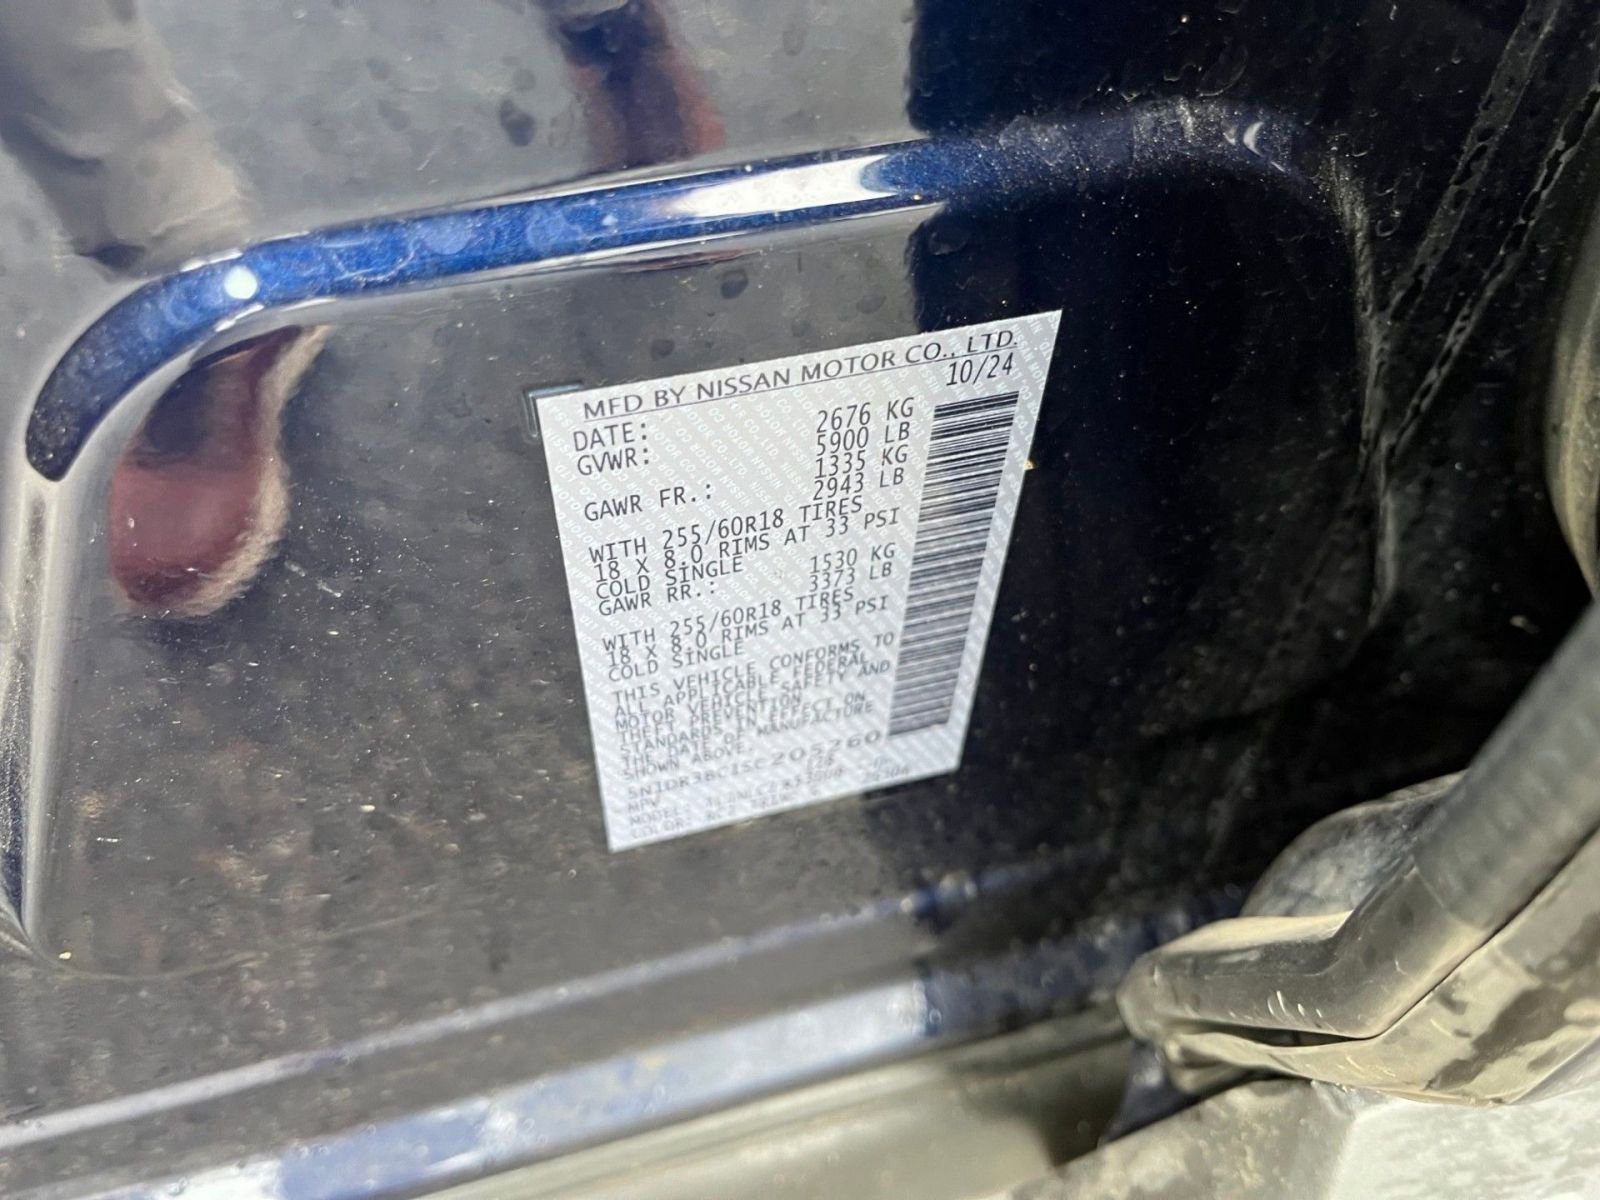 MFD BY NISSAN MOTOR CO., LTD.
DATE: 10/24
GVWR: 2676 KG
5900 LB
GAWR FR.: 1335 KG
2943 LB
WITH 255/60R18 TIRES
18 X 8.0 RIMS AT 33 PSI
COLD SINGLE
GAWR RR.: 1530 KG
3373 LB
WITH 255/60R18 TIRES
18 X 8.0 RIMS AT 33 PSI
COLD SINGLE
THIS VEHICLE CONFORMS TO
ALL APPLICABLE FEDERAL
MOTOR VEHICLE SAFETY AND
THEFT PREVENTION
STANDARDS IN EFFECT ON
THE DATE OF MANUFACTURE
SHOWN ABOVE.
5N1DR3BC1SC205260
MPV
MODEL:
COLOR: